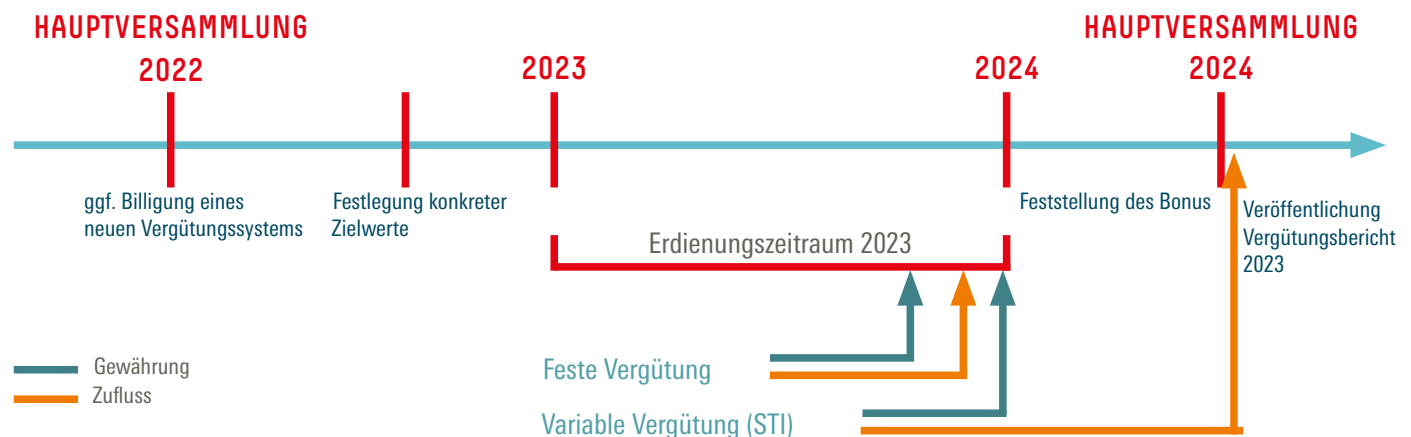 HAUPTVERSAMMLUNG
2022
2023
2024
HAUPTVERSAMMLUNG
2024
ggf. Billigung eines
neuen Vergütungssystems
Festlegung konkreter
Zielwerte
Feststellung des Bonus
Veröffentlichung
Vergütungsbericht
2023
Erdienungszeitraum 2023
Gewährung
Zufluss
Feste Vergütung
Variable Vergütung (STI)